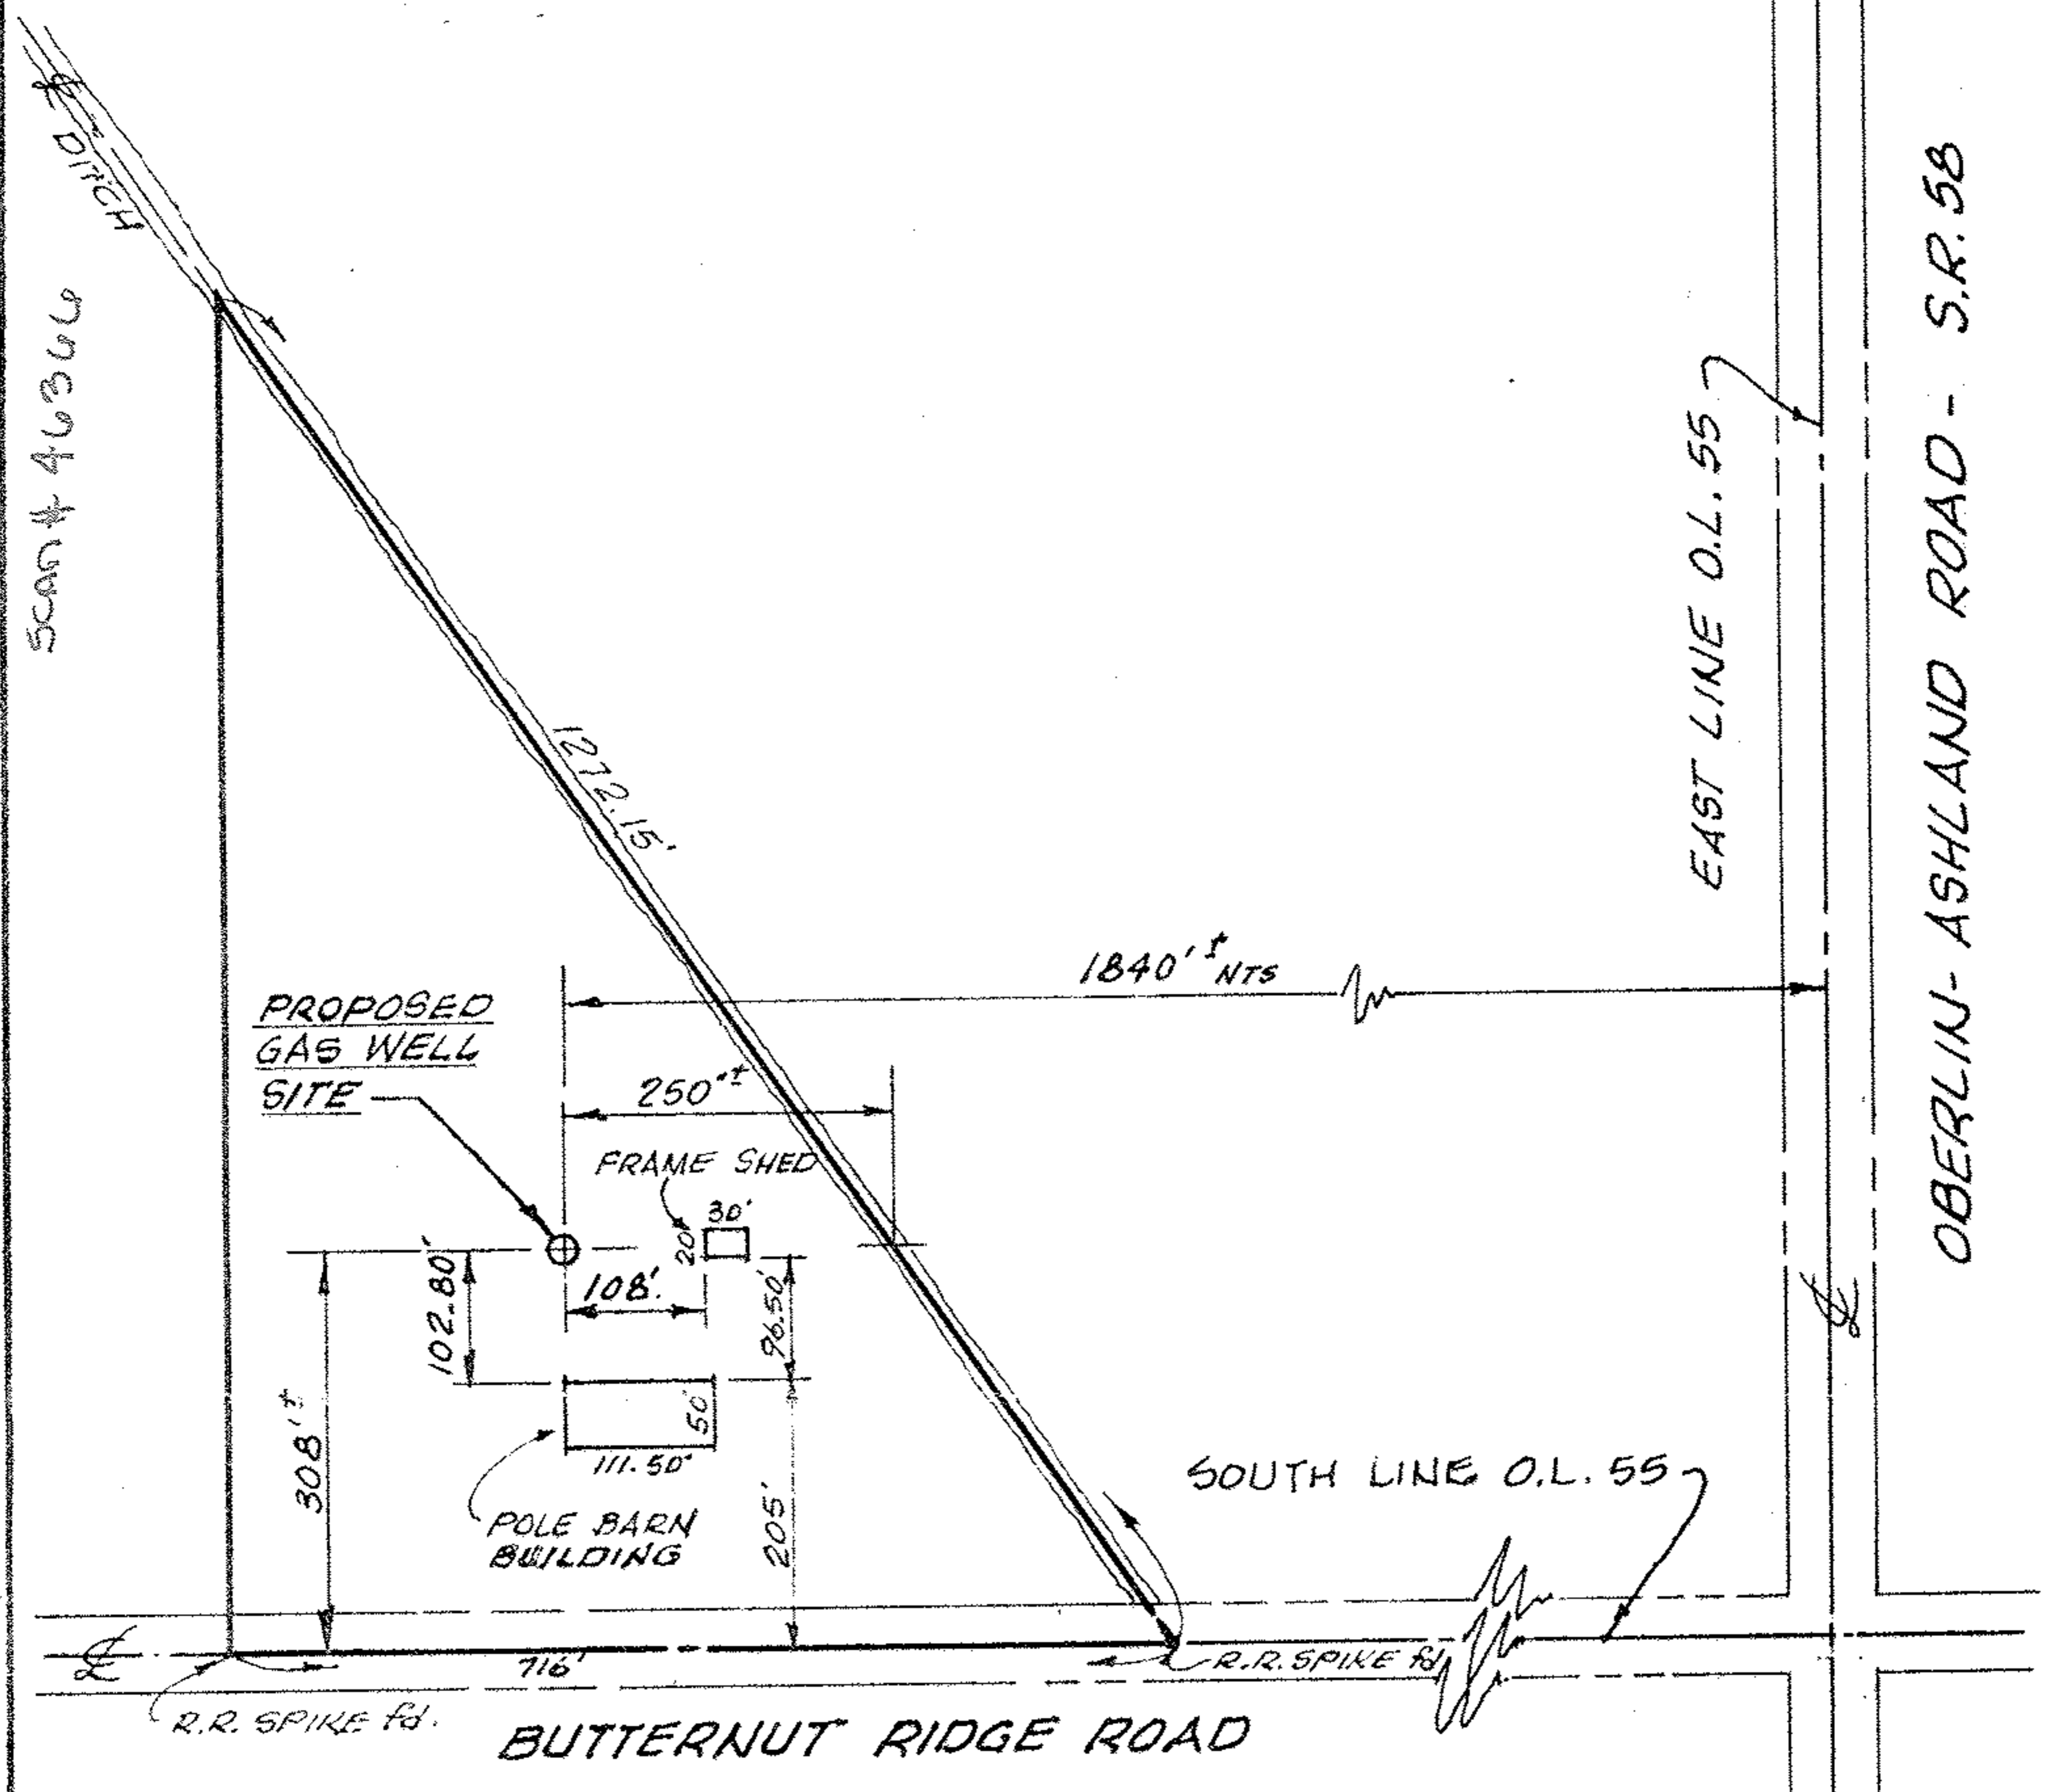 DITCH
℄
Scan # 46366
1272.15'
EAST LINE O.L. 55
OBERLIN-ASHLAND ROAD - S.R. 58
1840'± NTS
PROPOSED
GAS WELL
SITE
250'±
FRAME SHED
30'
20'
108'
102.80'
96.50'
308'±
50'
111.50'
POLE BARN
BUILDING
205'
SOUTH LINE O.L. 55
℄
℄
716'
R.R. SPIKE fd.
R.R. SPIKE fd.
BUTTERNUT RIDGE ROAD